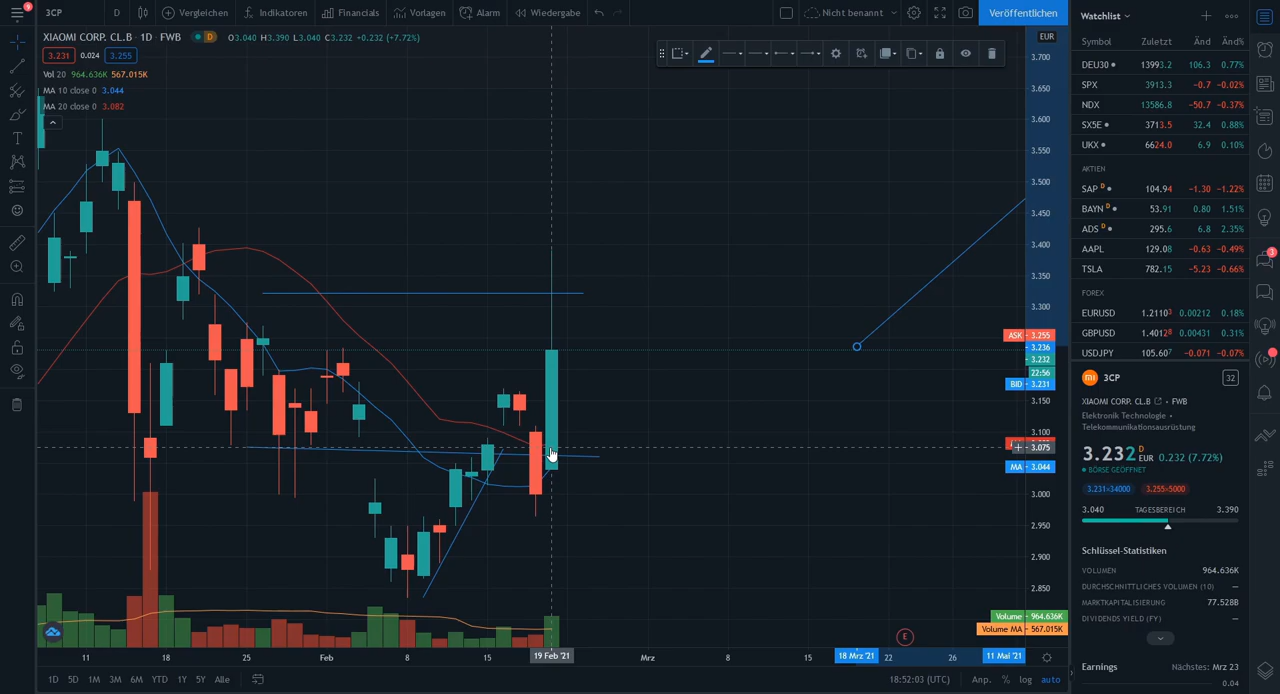 3CP D Vergleichen Indikatoren Financials Vorlagen Alarm Wiedergabe Nicht benannt Veröffentlichen
XIAOMI CORP. CL.B · 1D · FWB D O3.040 H3.390 L3.040 C3.232 +0.232 (+7.72%)
3.231 0.024 3.255
Vol 20 964.636K 567.015K
MA 10 close 0 3.044
MA 20 close 0 3.082
EUR
3.700
3.650
3.600
3.550
3.500
3.450
3.400
3.350
3.300
ASK 3.255
3.236
3.232
22:56
BID 3.231
3.150
3.100
3.075
MA 3.044
3.000
2.950
2.900
2.850
Volume 964.636K
Volume MA 567.015K
E
11 18 25 Feb 8 15 19 Feb '21 Mrz 8 15 18 Mrz '21 22 26 11 Mai '21
1D 5D 1M 3M 6M YTD 1Y 5Y Alle 18:52:03 (UTC) Anp. % log auto
Watchlist
Symbol Zuletzt Änd Änd%
DEU30 13993.2 106.3 0.77%
SPX 3913.3 -0.7 -0.02%
NDX 13586.8 -50.7 -0.37%
SX5E 3713.5 32.4 0.88%
UKX 6624.0 6.9 0.10%
AKTIEN
SAP D 104.94 -1.30 -1.22%
BAYN D 53.91 0.80 1.51%
ADS D 295.6 6.8 2.35%
AAPL 129.08 -0.63 -0.49%
TSLA 782.15 -5.23 -0.66%
FOREX
EURUSD 1.21103 0.00212 0.18%
GBPUSD 1.40128 0.00431 0.31%
USDJPY 105.607 -0.071 -0.07%
3CP 32
XIAOMI CORP. CL.B • FWB
Elektronik Technologie •
Telekommunikationsausrüstung
3.232 D EUR 0.232 (7.72%)
BÖRSE GEÖFFNET
3.231×34000 3.255×5000
3.040 TAGESBEREICH 3.390
Schlüssel-Statistiken
VOLUMEN 964.636K
DURCHSCHNITTLICHES VOLUMEN (10) —
MARKTKAPITALISIERUNG 77.528B
DIVIDENDS YIELD (FY) —
Earnings Nächstes: Mrz 23
0.04
3